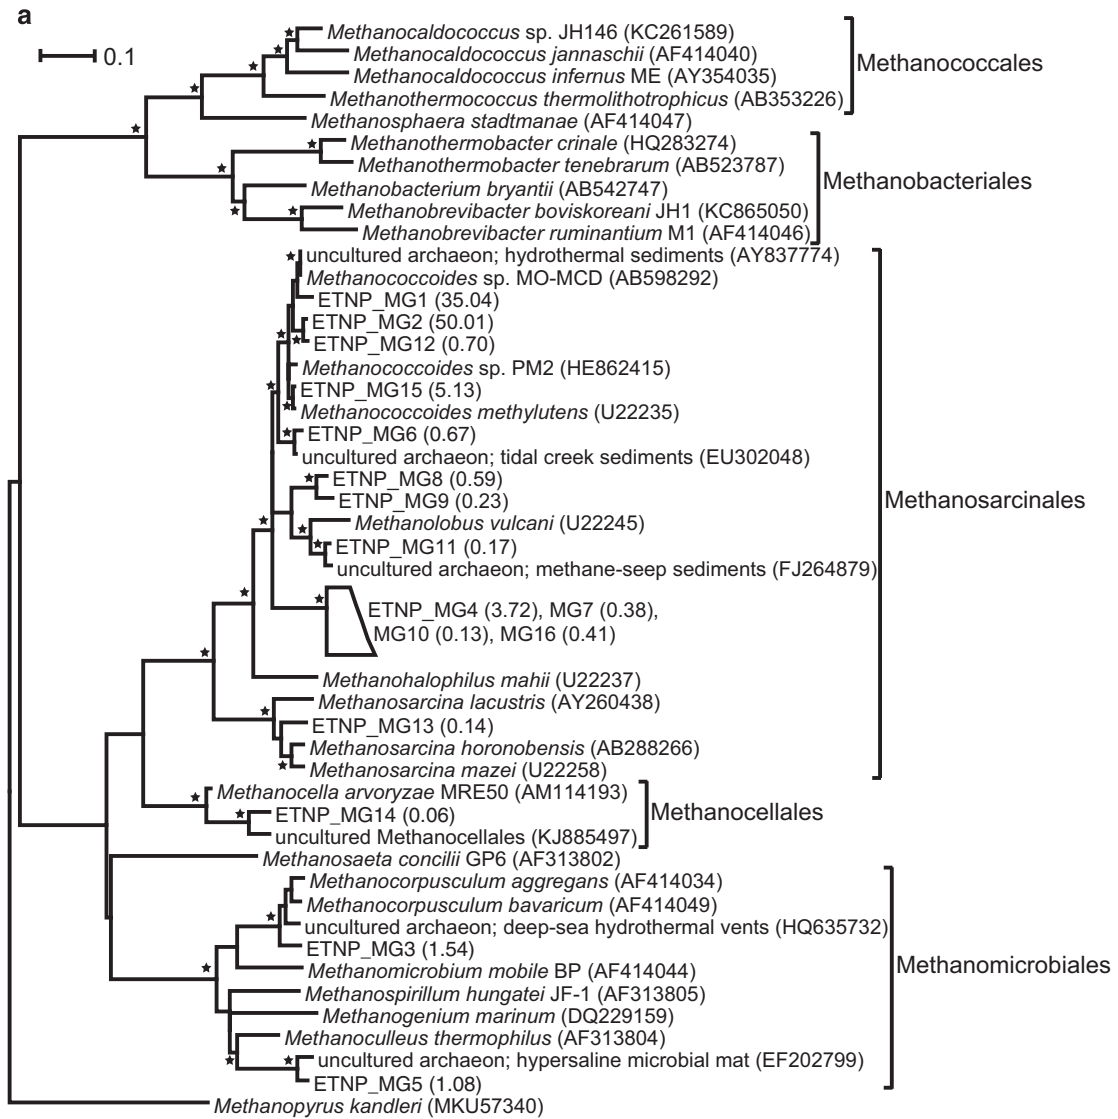 a
0.1
Methanocaldococcus sp. JH146 (KC261589)
Methanocaldococcus jannaschii (AF414040)
Methanocaldococcus infernus ME (AY354035)
Methanothermococcus thermolithotrophicus (AB353226)
Methanococcales
Methanosphaera stadtmanae (AF414047)
Methanothermobacter crinale (HQ283274)
Methanothermobacter tenebrarum (AB523787)
Methanobacterium bryantii (AB542747)
Methanobrevibacter boviskoreani JH1 (KC865050)
Methanobrevibacter ruminantium M1 (AF414046)
Methanobacteriales
uncultured archaeon; hydrothermal sediments (AY837774)
Methanococcoides sp. MO-MCD (AB598292)
ETNP_MG1 (35.04)
ETNP_MG2 (50.01)
ETNP_MG12 (0.70)
Methanococcoides sp. PM2 (HE862415)
ETNP_MG15 (5.13)
Methanococcoides methylutens (U22235)
ETNP_MG6 (0.67)
uncultured archaeon; tidal creek sediments (EU302048)
ETNP_MG8 (0.59)
ETNP_MG9 (0.23)
Methanolobus vulcani (U22245)
ETNP_MG11 (0.17)
uncultured archaeon; methane-seep sediments (FJ264879)
ETNP_MG4 (3.72), MG7 (0.38),
MG10 (0.13), MG16 (0.41)
Methanohalophilus mahii (U22237)
Methanosarcina lacustris (AY260438)
ETNP_MG13 (0.14)
Methanosarcina horonobensis (AB288266)
Methanosarcina mazei (U22258)
Methanosarcinales
Methanocella arvoryzae MRE50 (AM114193)
ETNP_MG14 (0.06)
uncultured Methanocellales (KJ885497)
Methanocellales
Methanosaeta concilii GP6 (AF313802)
Methanocorpusculum aggregans (AF414034)
Methanocorpusculum bavaricum (AF414049)
uncultured archaeon; deep-sea hydrothermal vents (HQ635732)
ETNP_MG3 (1.54)
Methanomicrobium mobile BP (AF414044)
Methanospirillum hungatei JF-1 (AF313805)
Methanogenium marinum (DQ229159)
Methanoculleus thermophilus (AF313804)
uncultured archaeon; hypersaline microbial mat (EF202799)
ETNP_MG5 (1.08)
Methanomicrobiales
Methanopyrus kandleri (MKU57340)